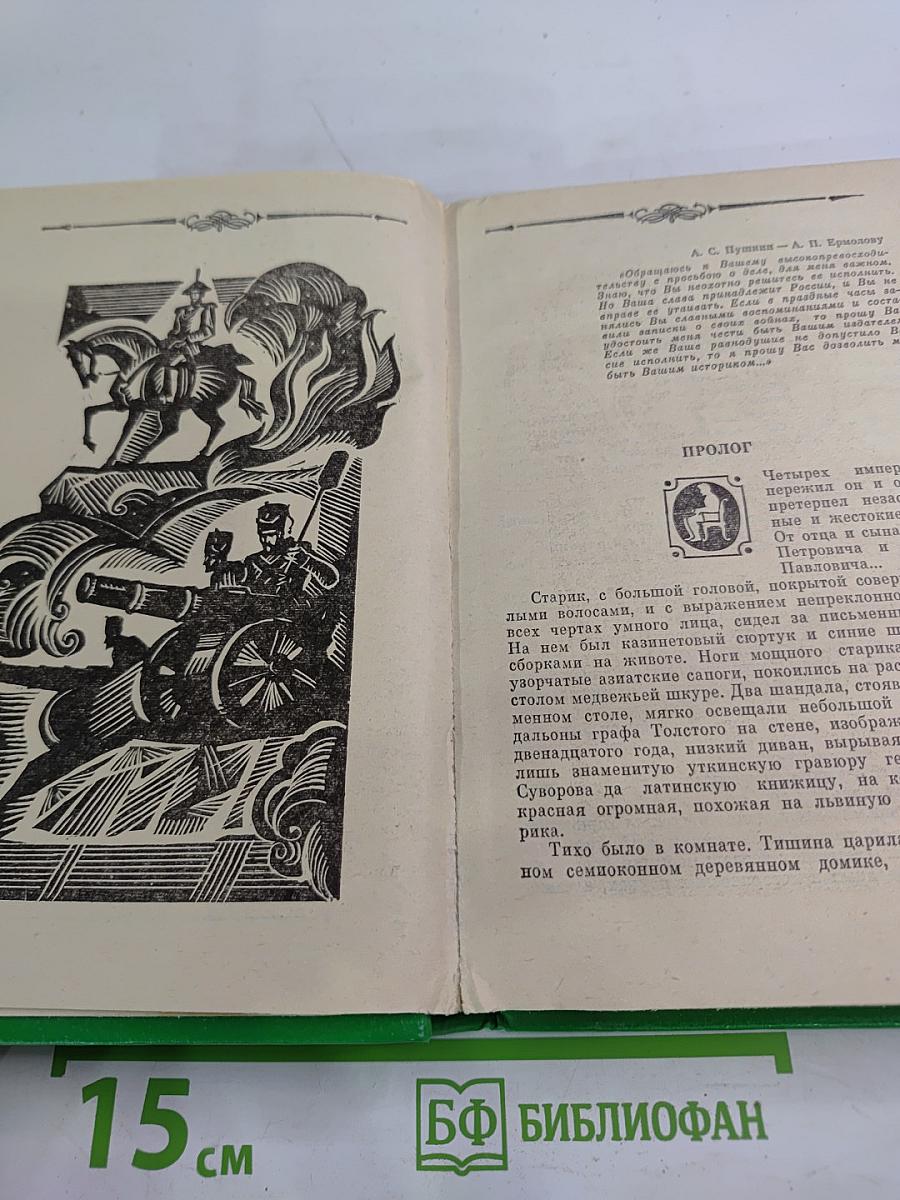 А. С. Пушкин — А. П. Ермолову
«Обращаюсь к Вашему высокопревосходи-
тельству с просьбою о деле, для меня важном.
Знаю, что Вы неохотно решитесь ее исполнить.
Но Ваша слава принадлежит России, и Вы не
вправе ее утаивать. Если в праздные часы за-
нялись Вы славными воспоминаниями и соста-
вили записки о своих войнах, то прошу Ва
удостоить меня чести быть Вашим издателем
Если же Ваше равнодушие не допустило В
сие исполнить, то я прошу Вас дозволить м
быть Вашим историком...»
ПРОЛОГ
Четырех импер
пережил он и о
претерпел незас
ные и жестокие
От отца и сына
Петровича и
Павловича...
Старик, с большой головой, покрытой совер
лыми волосами, и с выражением непреклонно
всех чертах умного лица, сидел за письменн
На нем был казинетовый сюртук и синие ш
сборками на животе. Ноги мощного старика
узорчатые азиатские сапоги, покоились на рас
столом медвежьей шкуре. Два шандала, стояв
менном столе, мягко освещали небольшой
дальоны графа Толстого на стене, изображ
двенадцатого года, низкий диван, вырывая
лишь знаменитую уткинскую гравюру ге
Суворова да латинскую книжицу, на к
красная огромная, похожая на львиную
рика.
Тихо было в комнате. Тишина царила
ном семиоконном деревянном домике,
15 см
БФ БИБЛИОФАН